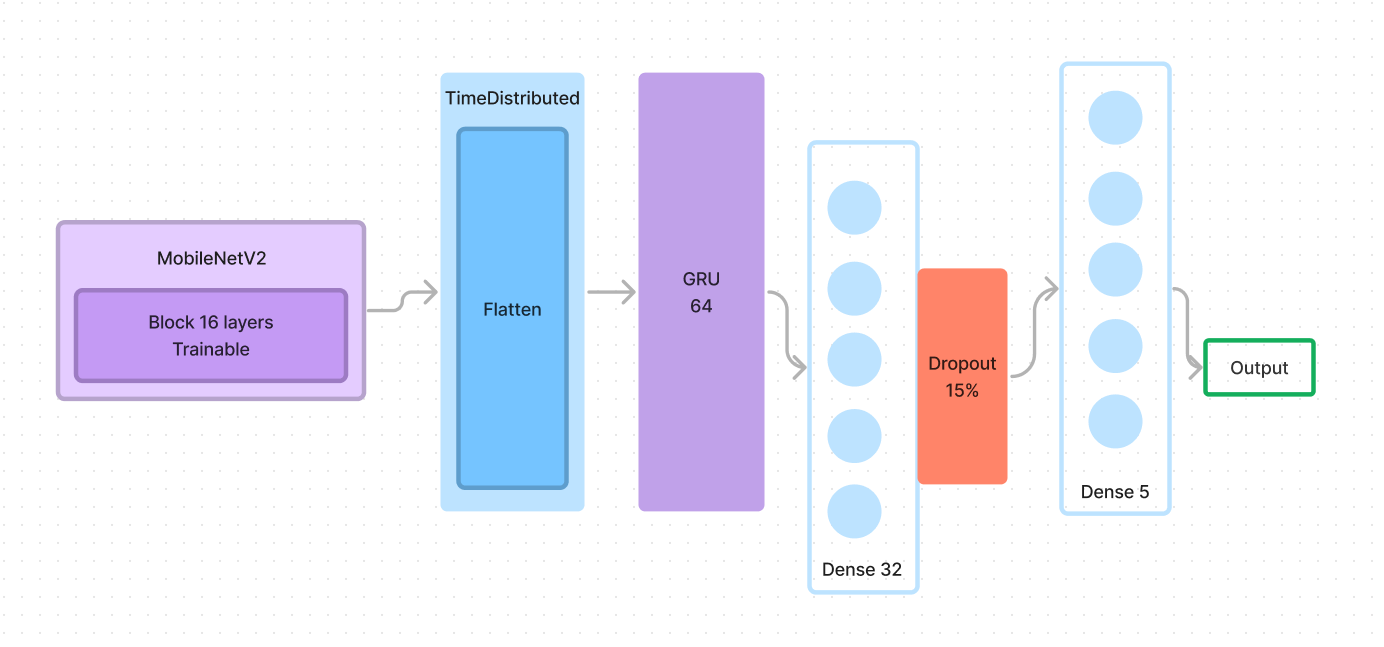 MobileNetV2
Block 16 layers
Trainable
TimeDistributed
Flatten
GRU
64
Dense 32
Dropout
15%
Dense 5
Output